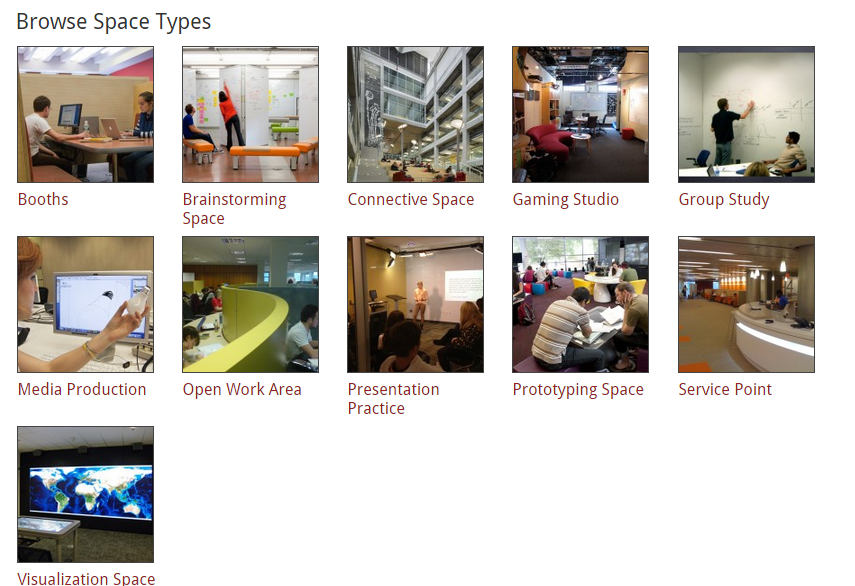 Browse Space Types
Booths
Brainstorming
Space
Connective Space
Gaming Studio
Group Study
Media Production
Open Work Area
Presentation
Practice
Prototyping Space
Service Point
Visualization Space